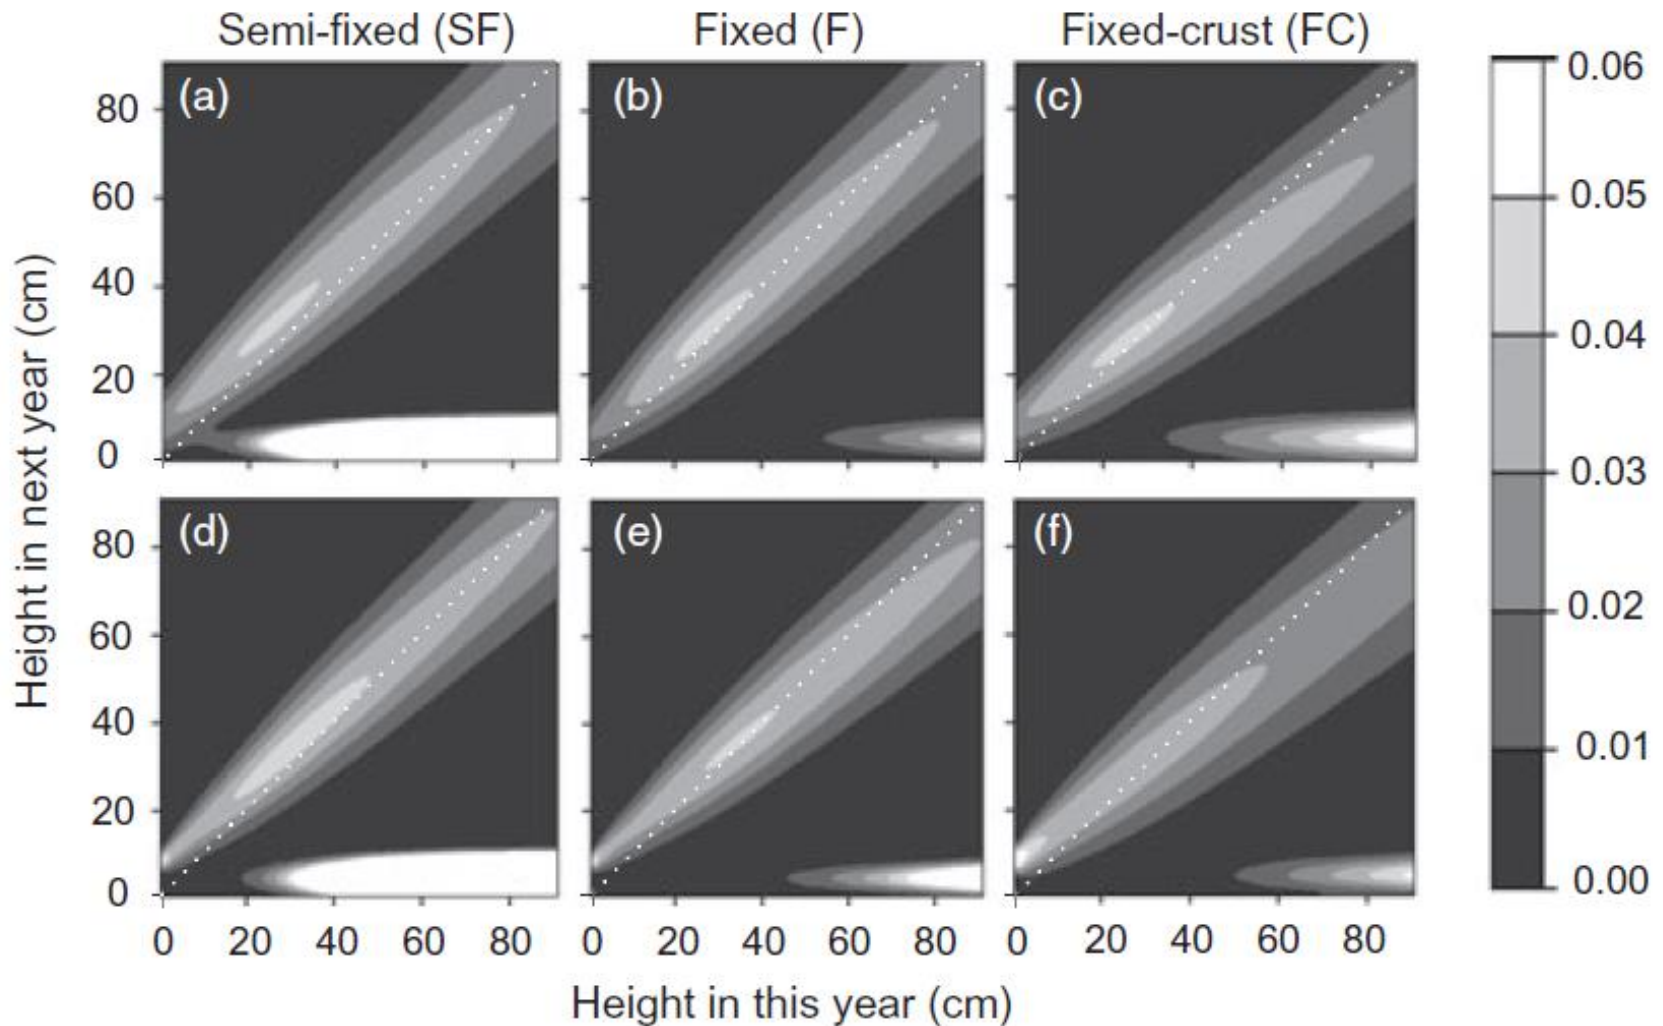 Semi-fixed (SF) Fixed (F) Fixed-crust (FC)
(a) (b) (c)
80
60
40
20
0
(d) (e) (f)
80
60
40
20
0
0 20 40 60 80 0 20 40 60 80 0 20 40 60 80
Height in next year (cm)
Height in this year (cm)
0.06
0.05
0.04
0.03
0.02
0.01
0.00